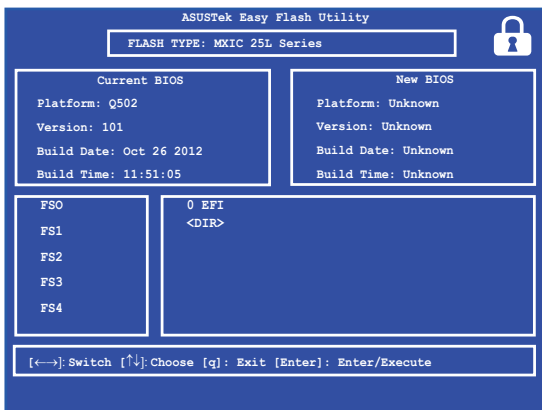 ASUSTek Easy Flash Utility
FLASH TYPE: MXIC 25L Series
Current BIOS
Platform: Q502
Version: 101
Build Date: Oct 26 2012
Build Time: 11:51:05
New BIOS
Platform: Unknown
Version: Unknown
Build Date: Unknown
Build Time: Unknown
FSO
FS1
FS2
FS3
FS4
0 EFI
<DIR>
[←→]: Switch [↑↓]: Choose [q]: Exit [Enter]: Enter/Execute